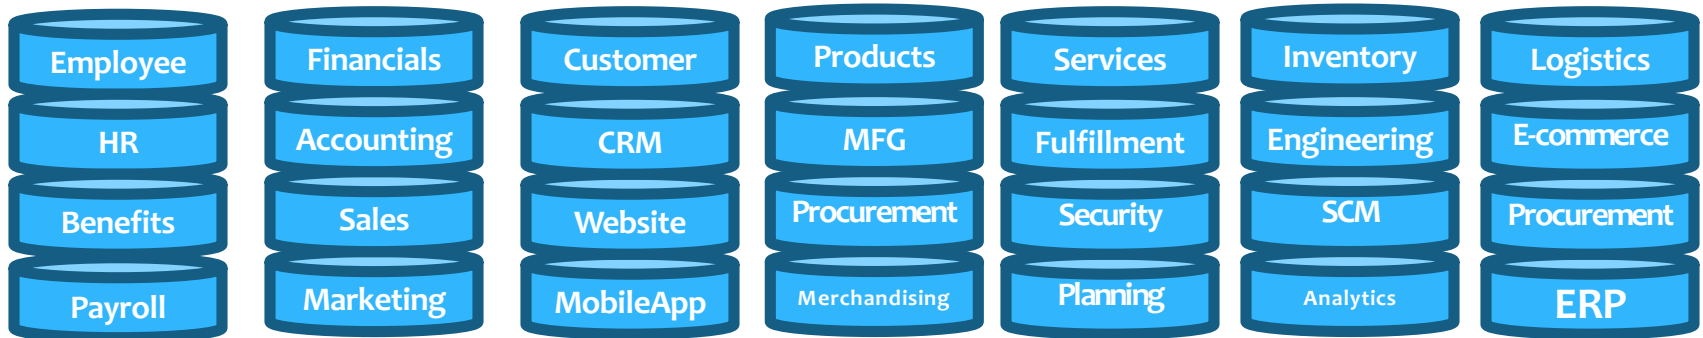 Employee
HR
Benefits
Payroll
Financials
Accounting
Sales
Marketing
Customer
CRM
Website
MobileApp
Products
MFG
Procurement
Merchandising
Services
Fulfillment
Security
Planning
Inventory
Engineering
SCM
Analytics
Logistics
E-commerce
Procurement
ERP